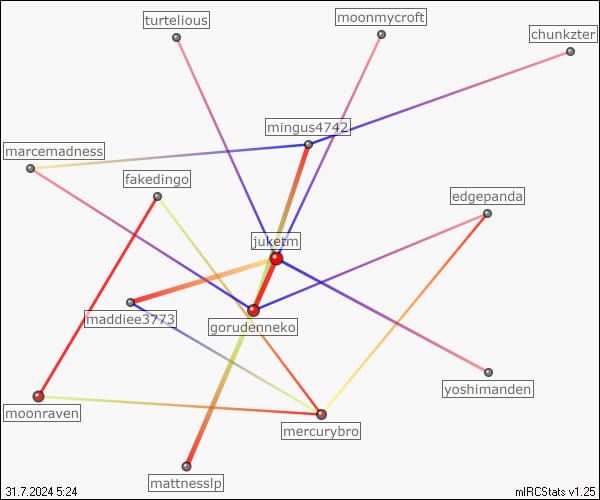 turtelious
moonmycroft
chunkzter
mingus4742
marcemadness
fakedingo
edgepanda
juketm
maddiee3773
gorudenneko
yoshimanden
moonraven
mercurybro
mattnesslp
31.7.2024 5:24
mIRCStats v1.25